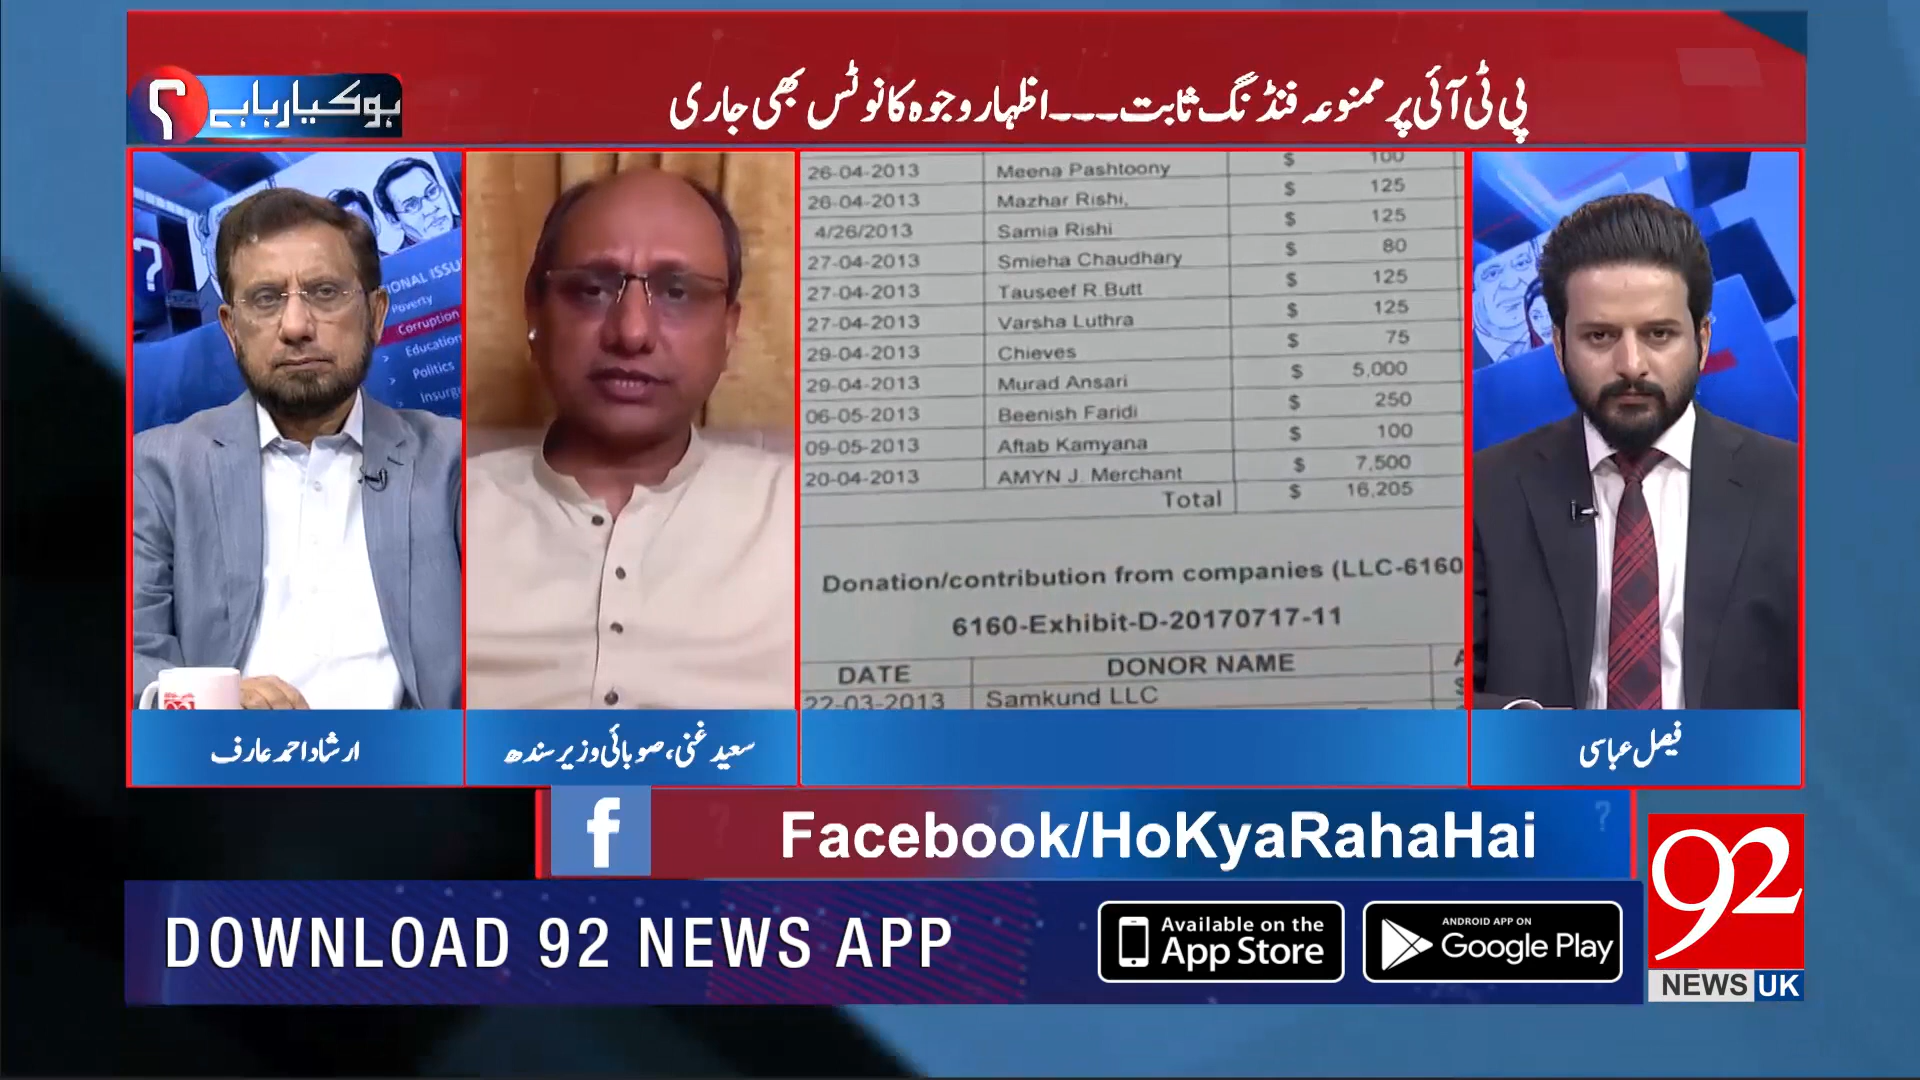 پی ٹی آئی پر ممنوعہ فنڈنگ ثابت۔۔۔اظہار وجوہ کا نوٹس بھی جاری
ہو کیا رہا ہے ؟
?
IONAL ISSU
Poverty
Corruption
> Education
> Politics
> Insurg
26-04-2013 Meena Pashtoony $ 100
26-04-2013 Mazhar Rishi, $ 125
4/26/2013 Samia Rishi $ 125
27-04-2013 Smieha Chaudhary $ 80
27-04-2013 Tauseef R.Butt $ 125
27-04-2013 Varsha Luthra $ 125
29-04-2013 Chieves $ 75
29-04-2013 Murad Ansari $ 5,000
06-05-2013 Beenish Faridi $ 250
09-05-2013 Aftab Kamyana $ 100
20-04-2013 AMYN J. Merchant $ 7,500
Total $ 16,205
Donation/contribution from companies (LLC-6160
6160-Exhibit-D-20170717-11
DATE DONOR NAME A
22-03-2013 Samkund LLC $
ارشاد احمد عارف
سعید غنی، صوبائی وزیر سندھ
فیصل عباسی
f Facebook/HoKyaRahaHai
DOWNLOAD 92 NEWS APP
Available on the
App Store
ANDROID APP ON
Google Play
92
NEWS UK